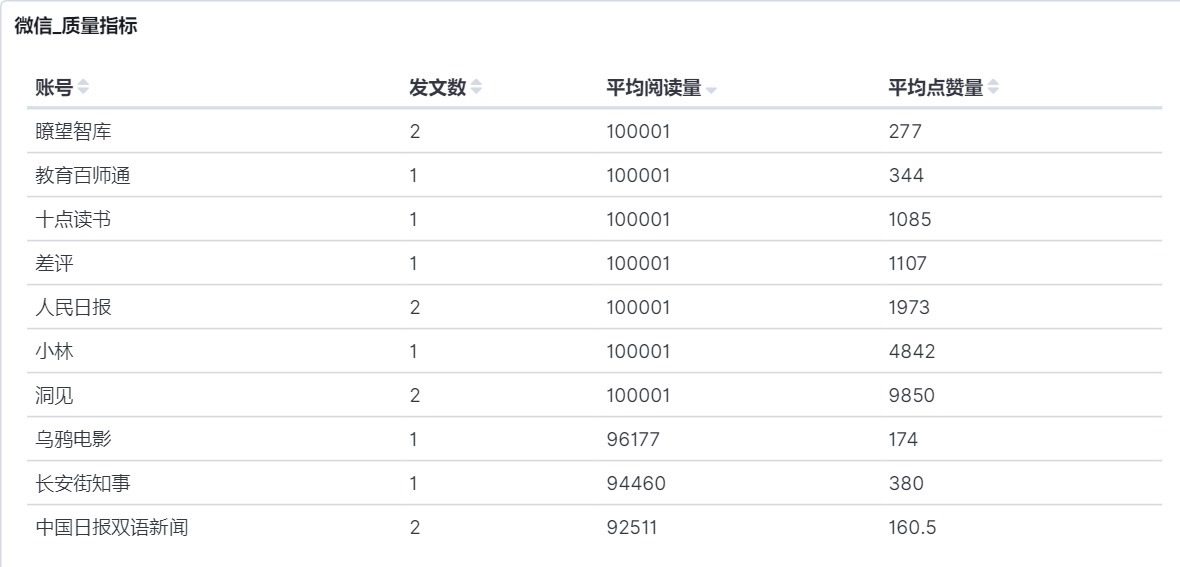 微信_质量指标
账号 发文数 平均阅读量 平均点赞量
瞭望智库 2 100001 277
教育百师通 1 100001 344
十点读书 1 100001 1085
差评 1 100001 1107
人民日报 2 100001 1973
小林 1 100001 4842
洞见 2 100001 9850
乌鸦电影 1 96177 174
长安街知事 1 94460 380
中国日报双语新闻 2 92511 160.5